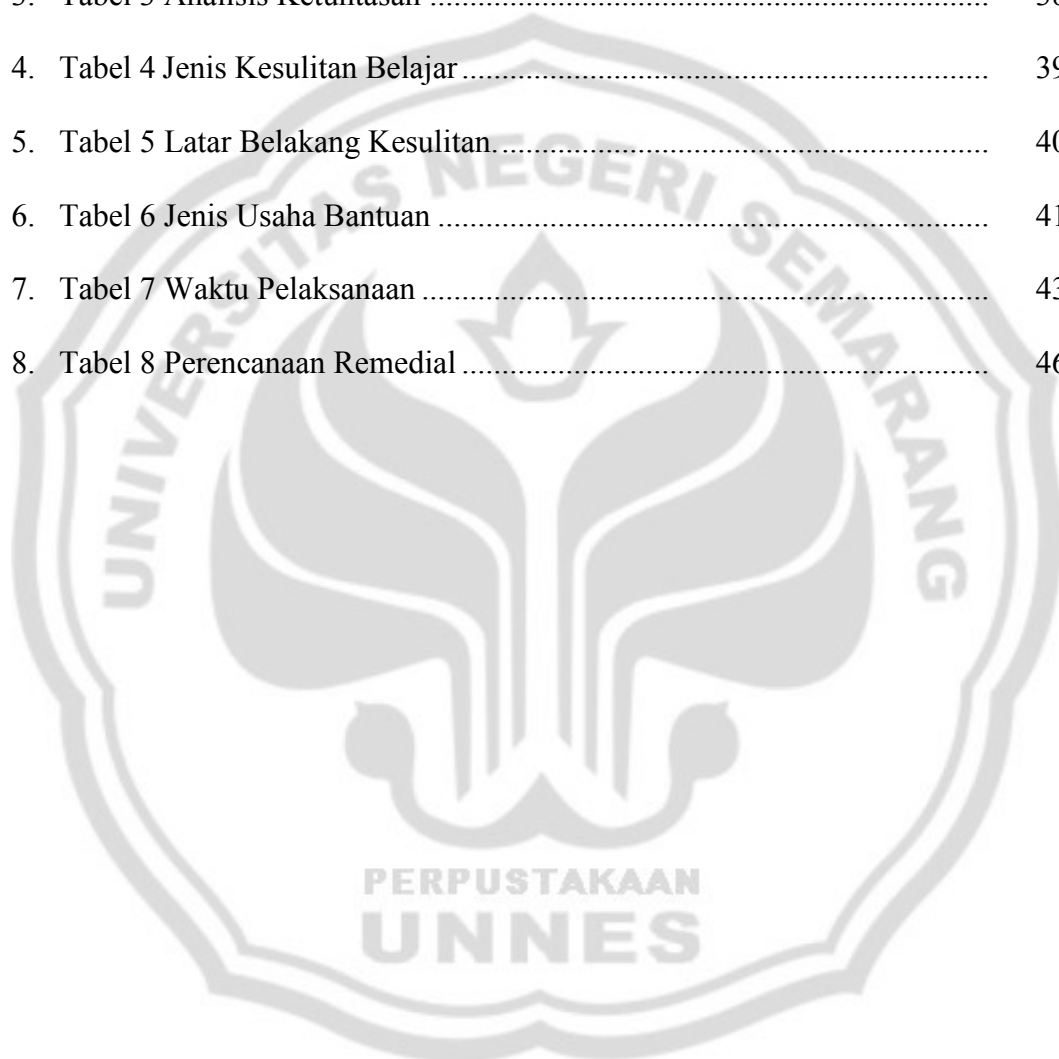 4. Tabel 4 Jenis Kesulitan Belajar ........................................................................ 39
5. Tabel 5 Latar Belakang Kesulitan. .................................................................. 40
6. Tabel 6 Jenis Usaha Bantuan ........................................................................... 41
7. Tabel 7 Waktu Pelaksanaan ............................................................................. 43
8. Tabel 8 Perencanaan Remedial ........................................................................ 46
UNIVERSITAS NEGERI SEMARANG
PERPUSTAKAAN
UNNES